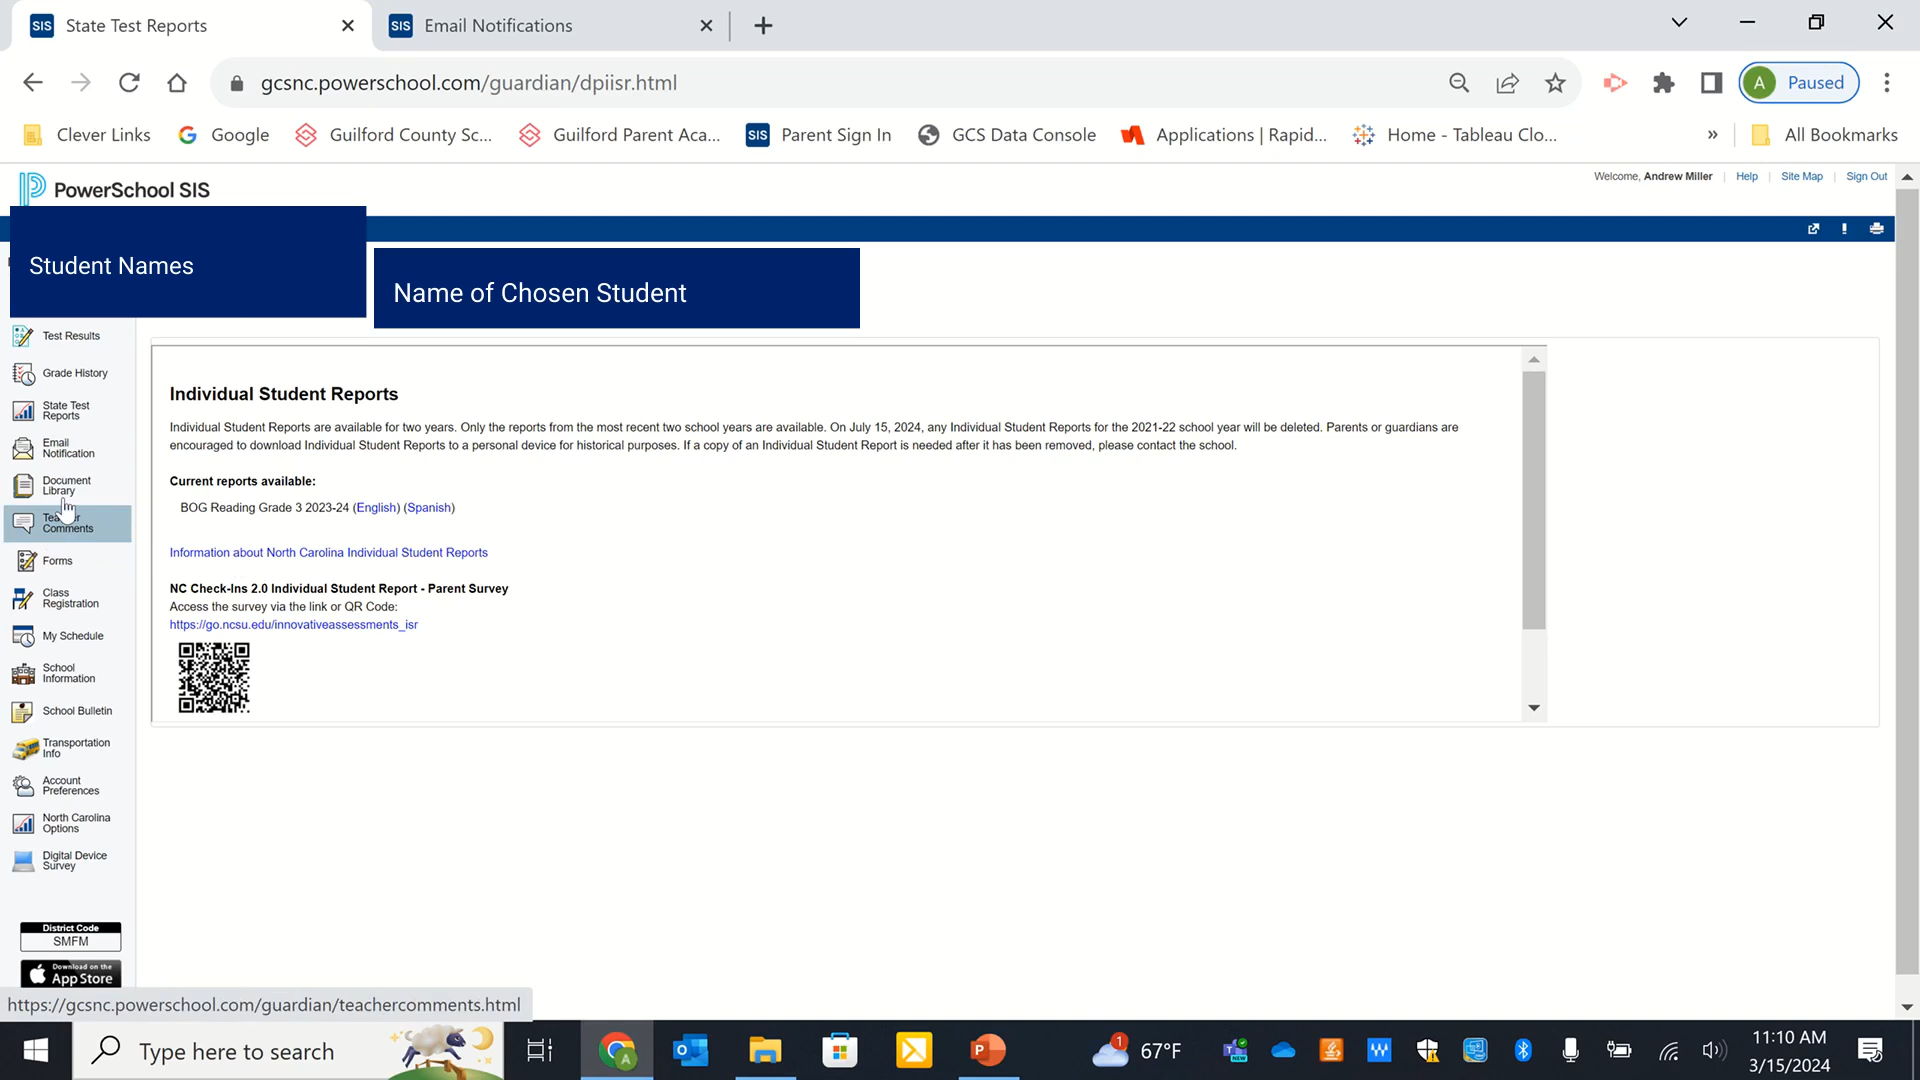 State Test Reports
Email Notifications
gcsnc.powerschool.com/guardian/dpiisr.html
A Paused
Clever Links
Google
Guilford County Sc...
Guilford Parent Aca...
SIS Parent Sign In
GCS Data Console
Applications | Rapid...
Home - Tableau Clo...
»
All Bookmarks
PowerSchool SIS
Welcome, Andrew Miller | Help | Site Map | Sign Out
Student Names
Name of Chosen Student
Test Results
Grade History
State Test
Reports
Email
Notification
Document
Library
Comments
Forms
Class
Registration
My Schedule
School
Information
School Bulletin
Transportation
Info
Account
Preferences
North Carolina
Options
Digital Device
Survey
District Code
SMFM
Download on the
App Store
Individual Student Reports
Individual Student Reports are available for two years. Only the reports from the most recent two school years are available. On July 15, 2024, any Individual Student Reports for the 2021-22 school year will be deleted. Parents or guardians are
encouraged to download Individual Student Reports to a personal device for historical purposes. If a copy of an Individual Student Report is needed after it has been removed, please contact the school.
Current reports available:
BOG Reading Grade 3 2023-24 (English) (Spanish)
Information about North Carolina Individual Student Reports
NC Check-Ins 2.0 Individual Student Report - Parent Survey
Access the survey via the link or QR Code:
https://go.ncsu.edu/innovativeassessments_isr
https://gcsnc.powerschool.com/guardian/teachercomments.html
Type here to search
1
67°F
11:10 AM
3/15/2024